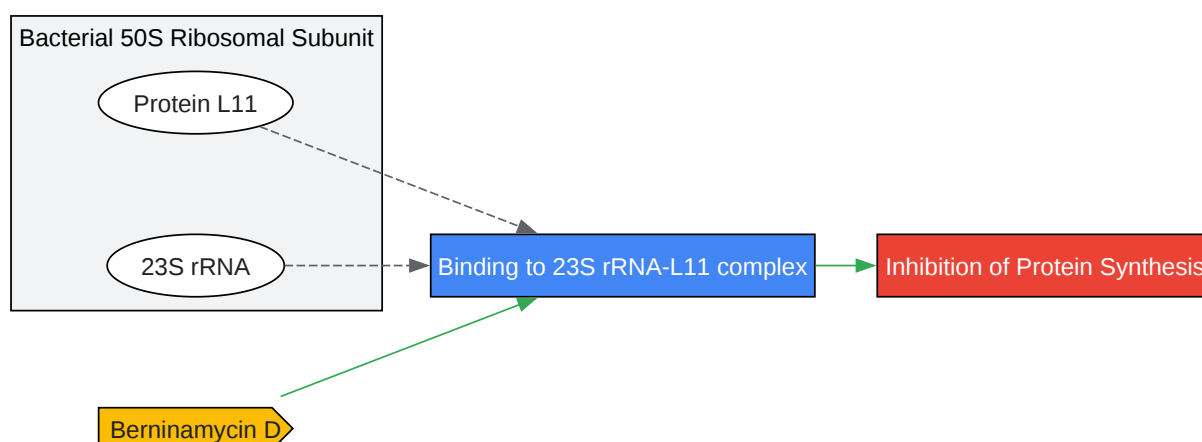 Bacterial 50S Ribosomal Subunit
Protein L11
23S rRNA
Binding to 23S rRNA-L11 complex
Inhibition of Protein Synthesis
Berninamycin D